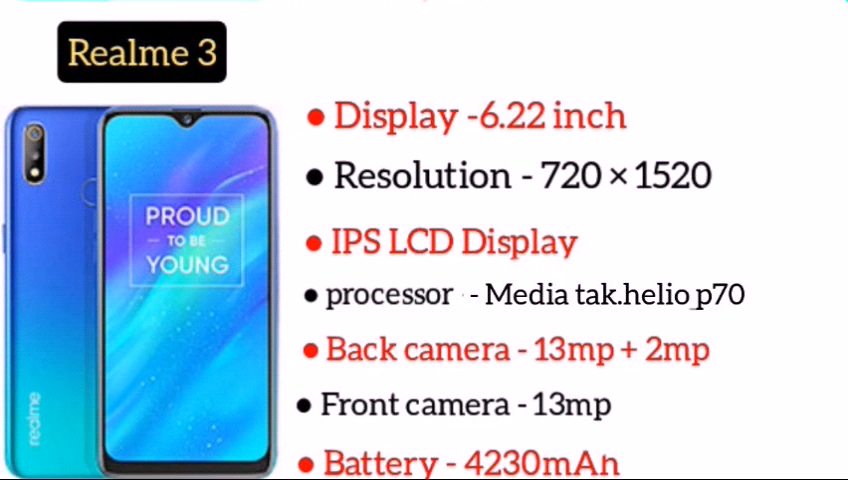 Realme 3
• Display -6.22 inch
• Resolution - 720 × 1520
• IPS LCD Display
• processor - Media tak.helio p70
• Back camera - 13mp + 2mp
• Front camera - 13mp
• Battery - 4230mAh
PROUD
— TO BE —
YOUNG
realme